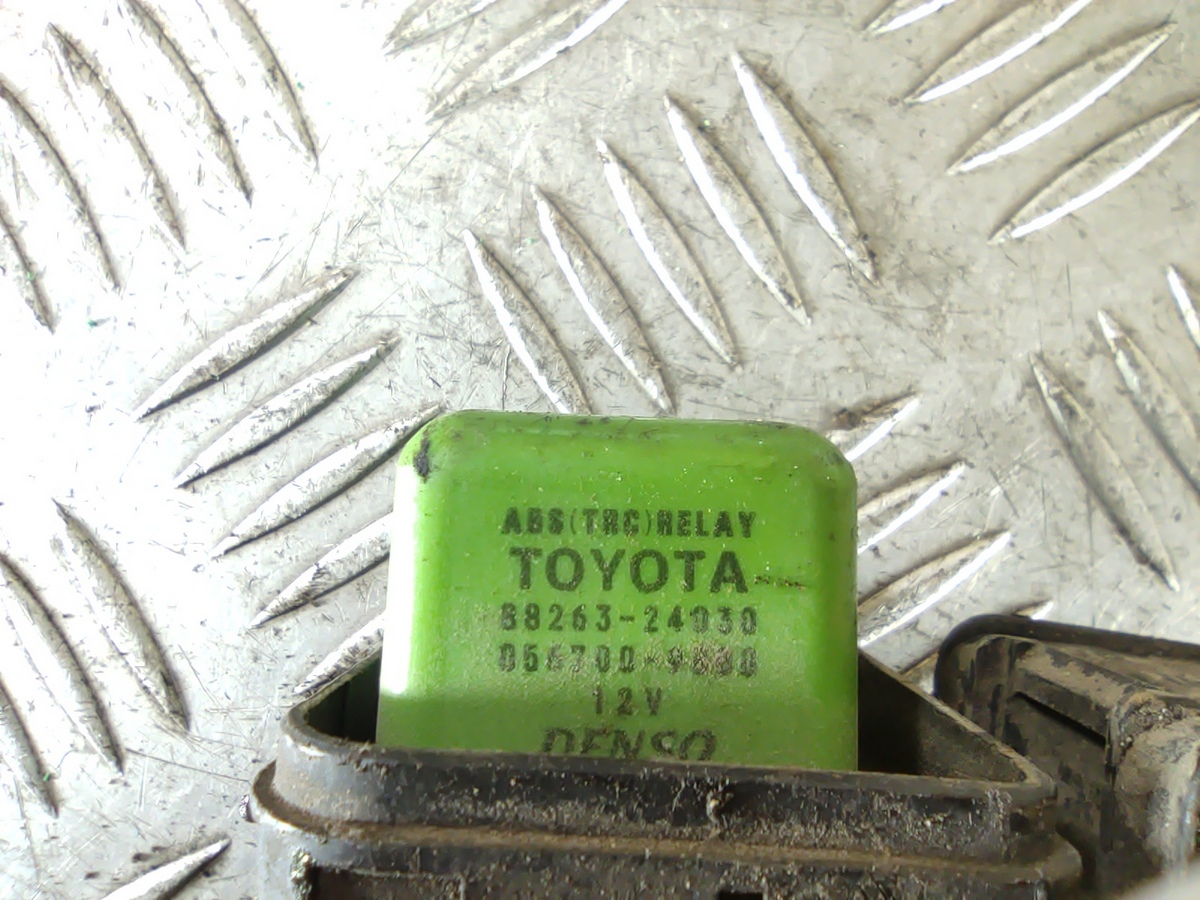 ABS(TRC)RELAY
TOYOTA
88263-24030
12V
DENSO